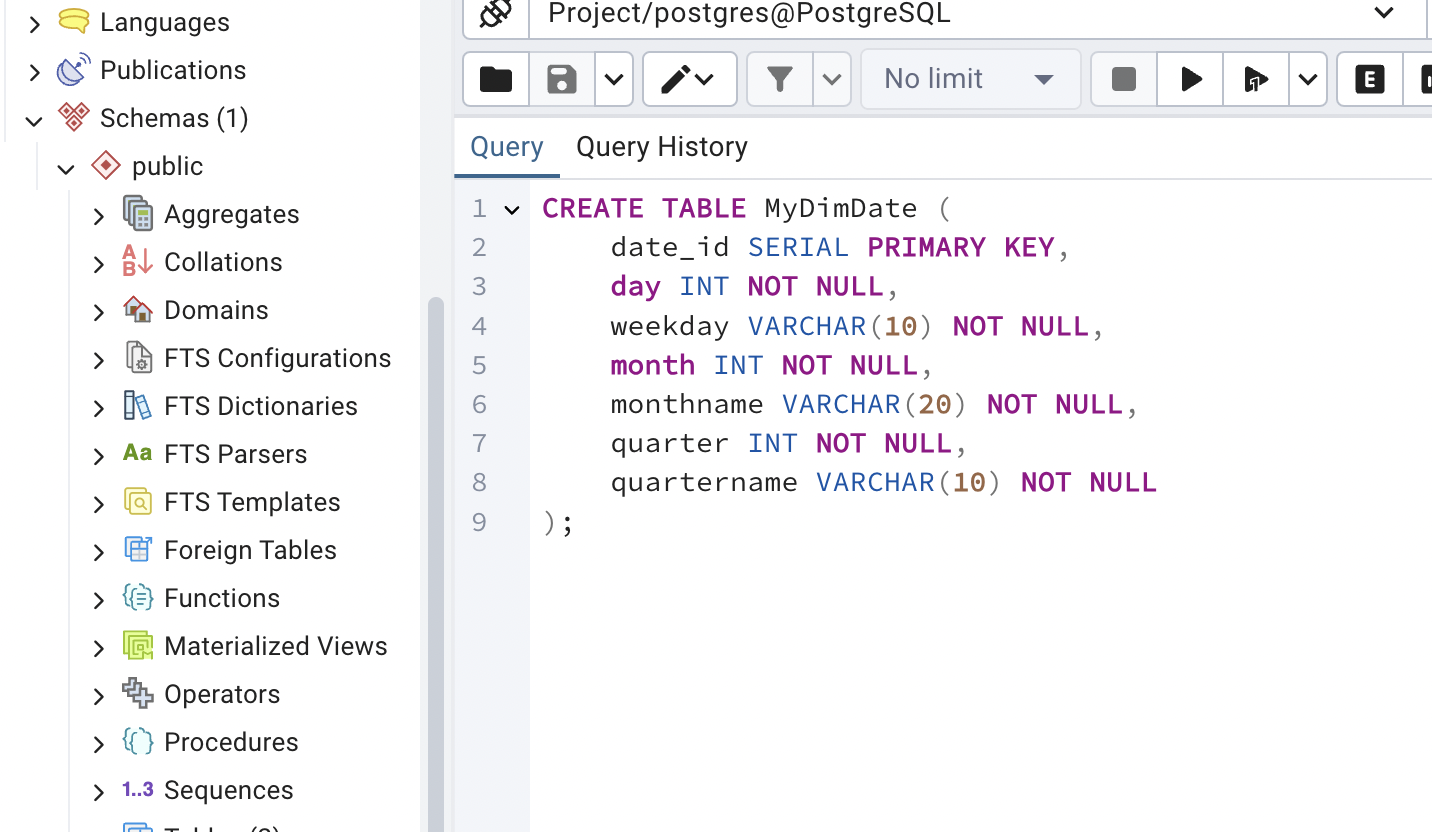 Languages
Publications
Schemas (1)
public
Aggregates
Collations
Domains
FTS Configurations
FTS Dictionaries
Aa FTS Parsers
FTS Templates
Foreign Tables
Functions
Materialized Views
Operators
Procedures
1..3 Sequences
Project/postgres@PostgreSQL
No limit
E
Query Query History
1 CREATE TABLE MyDimDate (
2 date_id SERIAL PRIMARY KEY,
3 day INT NOT NULL,
4 weekday VARCHAR(10) NOT NULL,
5 month INT NOT NULL,
6 monthname VARCHAR(20) NOT NULL,
7 quarter INT NOT NULL,
8 quartername VARCHAR(10) NOT NULL
9 );